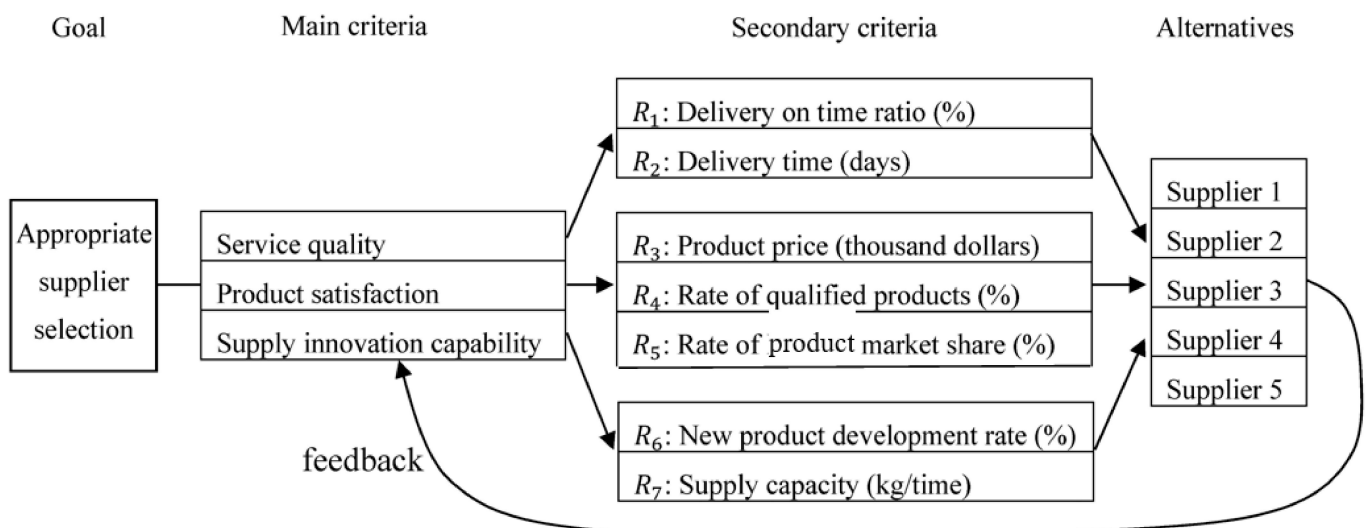 Goal
Main criteria
Secondary criteria
Alternatives
Appropriate
supplier
selection
Service quality
Product satisfaction
Supply innovation capability
R₁: Delivery on time ratio (%)
R₂: Delivery time (days)
R₃: Product price (thousand dollars)
R₄: Rate of qualified products (%)
R₅: Rate of product market share (%)
R₆: New product development rate (%)
R₇: Supply capacity (kg/time)
Supplier 1
Supplier 2
Supplier 3
Supplier 4
Supplier 5
feedback